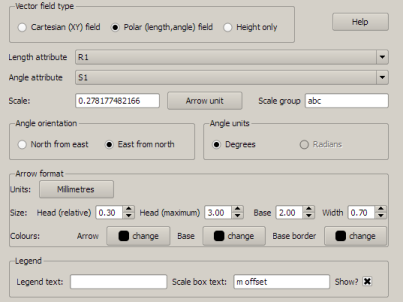 Vector field type
Cartesian (XY) field Polar (length,angle) field Height only
Help
Length attribute R1
Angle attribute S1
Scale: 0.278177482166 Arrow unit Scale group abc
Angle orientation Angle units
North from east East from north Degrees Radians
Arrow format
Units: Millimetres
Size: Head (relative) 0.30 Head (maximum) 3.00 Base 2.00 Width 0.70
Colours: Arrow change Base change Base border change
Legend
Legend text: Scale box text: m offset Show?